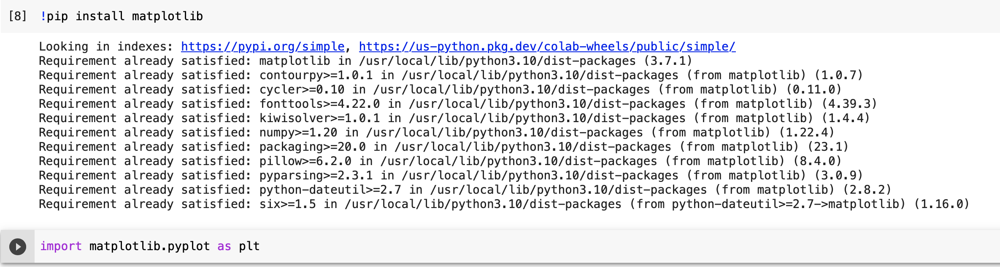 [8] !pip install matplotlib
Looking in indexes: https://pypi.org/simple, https://us-python.pkg.dev/colab-wheels/public/simple/
Requirement already satisfied: matplotlib in /usr/local/lib/python3.10/dist-packages (3.7.1)
Requirement already satisfied: contourpy>=1.0.1 in /usr/local/lib/python3.10/dist-packages (from matplotlib) (1.0.7)
Requirement already satisfied: cycler>=0.10 in /usr/local/lib/python3.10/dist-packages (from matplotlib) (0.11.0)
Requirement already satisfied: fonttools>=4.22.0 in /usr/local/lib/python3.10/dist-packages (from matplotlib) (4.39.3)
Requirement already satisfied: kiwisolver>=1.0.1 in /usr/local/lib/python3.10/dist-packages (from matplotlib) (1.4.4)
Requirement already satisfied: numpy>=1.20 in /usr/local/lib/python3.10/dist-packages (from matplotlib) (1.22.4)
Requirement already satisfied: packaging>=20.0 in /usr/local/lib/python3.10/dist-packages (from matplotlib) (23.1)
Requirement already satisfied: pillow>=6.2.0 in /usr/local/lib/python3.10/dist-packages (from matplotlib) (8.4.0)
Requirement already satisfied: pyparsing>=2.3.1 in /usr/local/lib/python3.10/dist-packages (from matplotlib) (3.0.9)
Requirement already satisfied: python-dateutil>=2.7 in /usr/local/lib/python3.10/dist-packages (from matplotlib) (2.8.2)
Requirement already satisfied: six>=1.5 in /usr/local/lib/python3.10/dist-packages (from python-dateutil>=2.7->matplotlib) (1.16.0)
import matplotlib.pyplot as plt